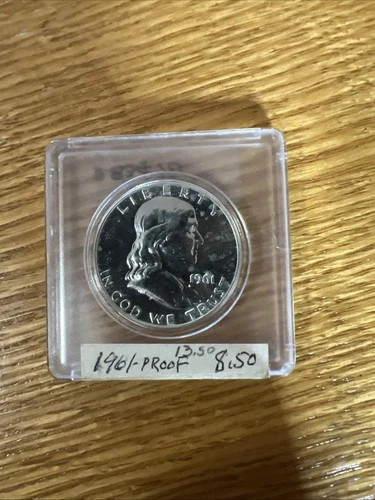 LIBERTY
1961
IN GOD WE TRUST
13.50
1961-PROOF 8.50